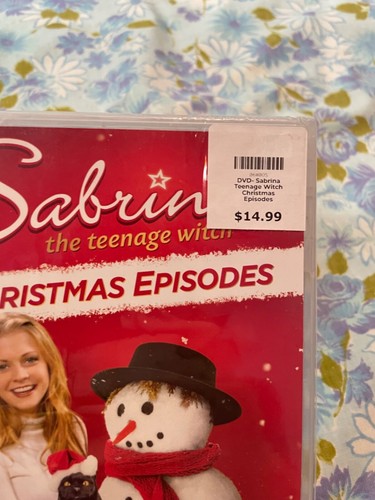 Sabrin
the teenage witch
RISTMAS EPISODES
DVD- Sabrina
Teenage Witch
Christmas
Episodes
$14.99